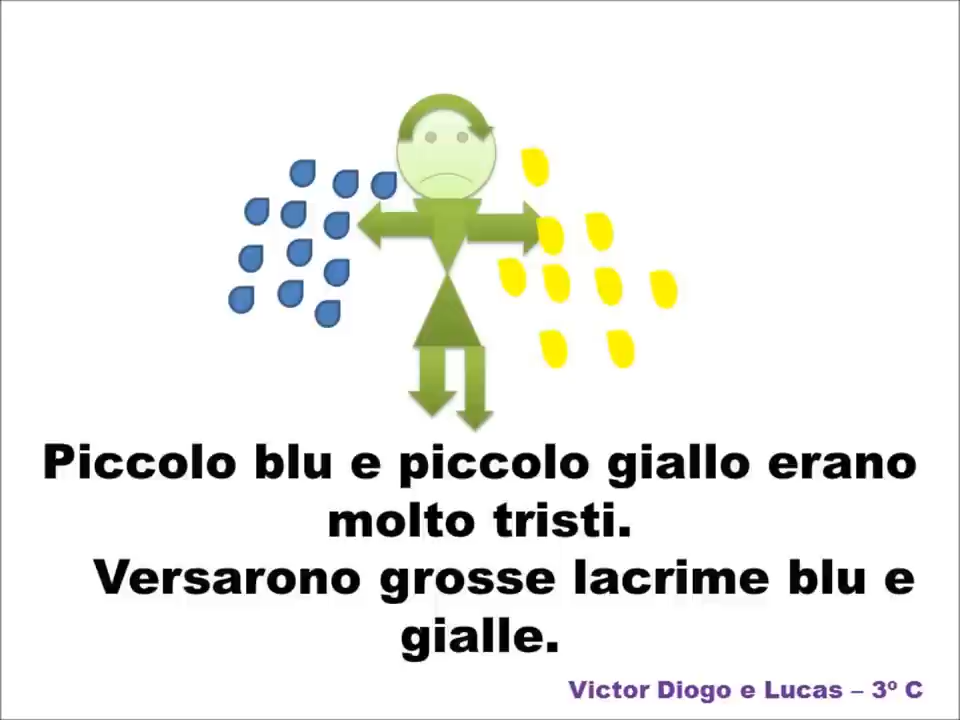 Piccolo blu e piccolo giallo erano
molto tristi.
Versarono grosse lacrime blu e
gialle.
Victor Diogo e Lucas – 3º C